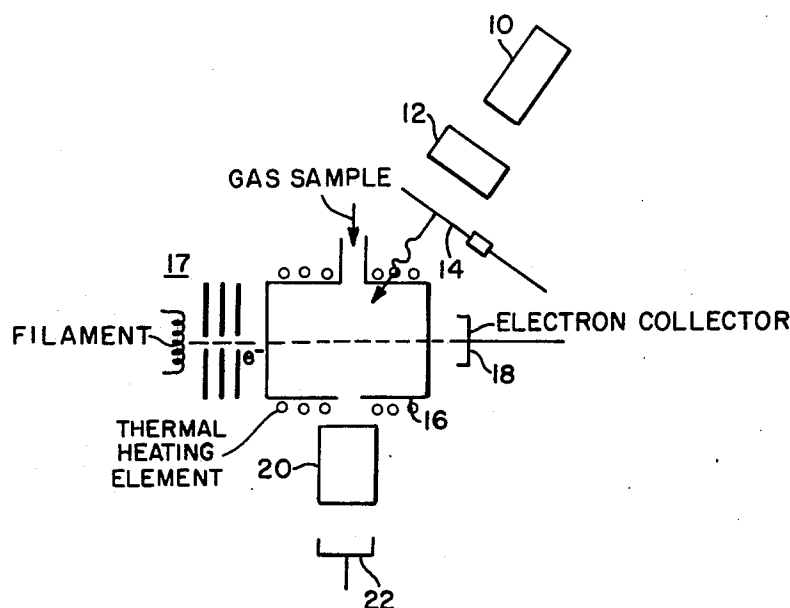 10
12
GAS SAMPLE
14
17
FILAMENT
e-
ELECTRON COLLECTOR
18
16
THERMAL
HEATING
ELEMENT
20
22